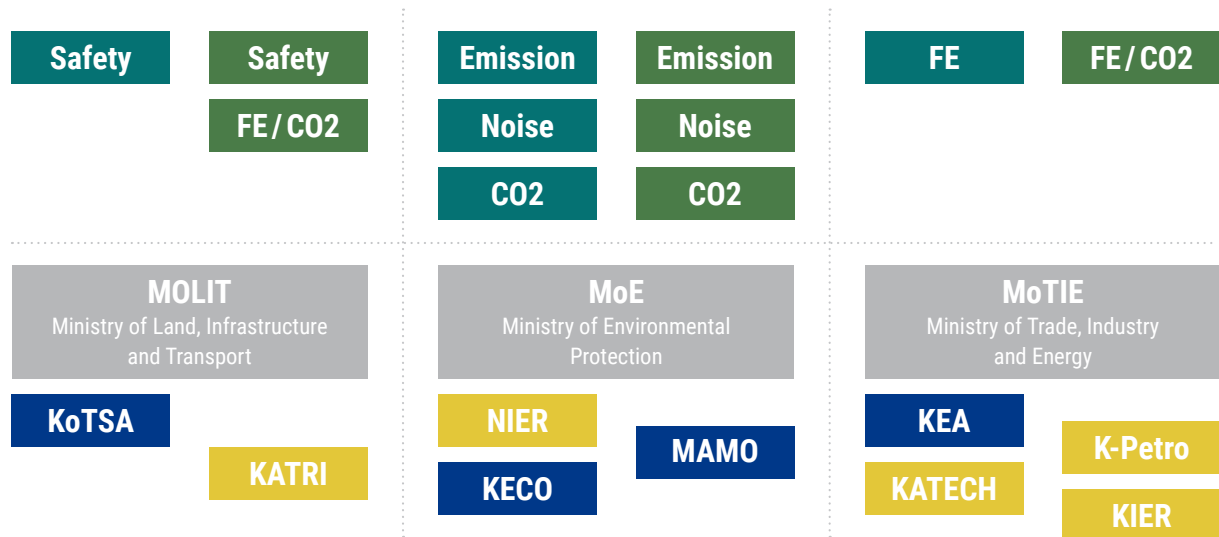 Safety
Safety
FE / CO2
Emission
Emission
Noise
Noise
CO2
CO2
FE
FE / CO2
MOLIT
Ministry of Land, Infrastructure
and Transport
KoTSA
KATRI
MoE
Ministry of Environmental
Protection
NIER
MAMO
KECO
MoTIE
Ministry of Trade, Industry
and Energy
KEA
K-Petro
KATECH
KIER